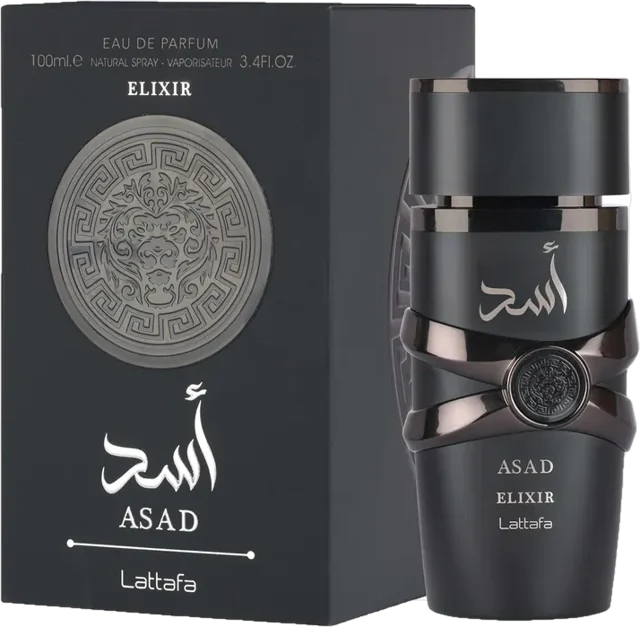 EAU DE PARFUM
100ml.e NATURAL SPRAY - VAPORISATEUR 3.4Fl.OZ
ELIXIR
أسد
ASAD
Lattafa
أسد
ASAD
ELIXIR
Lattafa